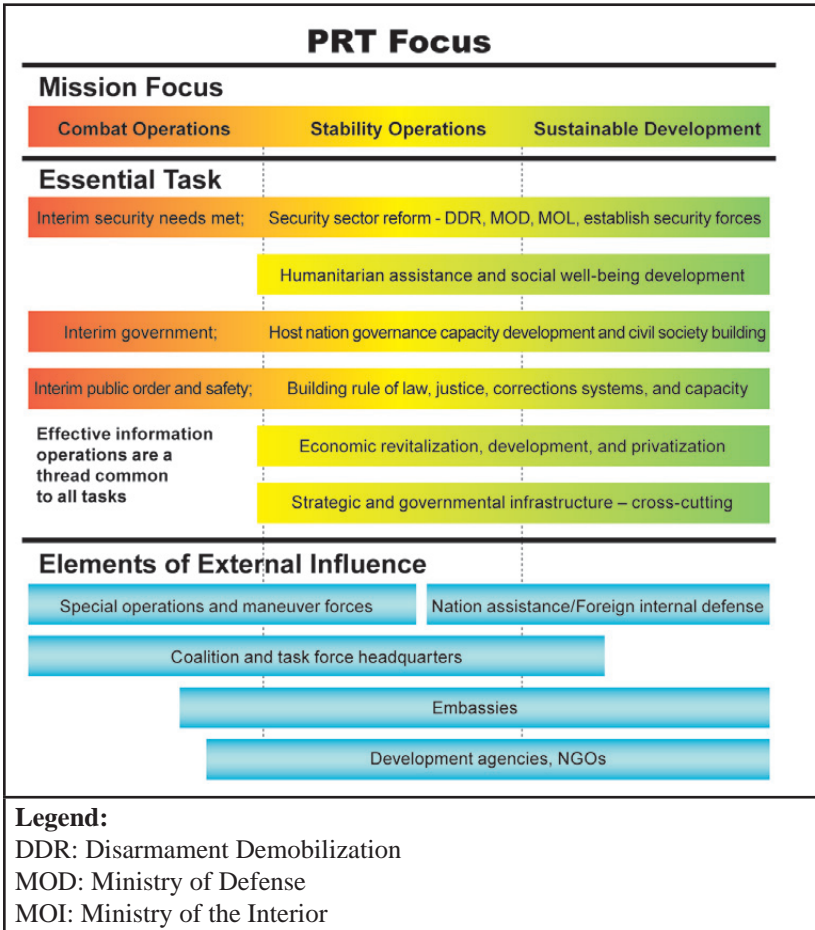 PRT Focus
Mission Focus
Combat Operations Stability Operations Sustainable Development
Essential Task
Interim security needs met; Security sector reform - DDR, MOD, MOL, establish security forces
Humanitarian assistance and social well-being development
Interim government; Host nation governance capacity development and civil society building
Interim public order and safety; Building rule of law, justice, corrections systems, and capacity
Effective information
operations are a
thread common
to all tasks
Economic revitalization, development, and privatization
Strategic and governmental infrastructure – cross-cutting
Elements of External Influence
Special operations and maneuver forces Nation assistance/Foreign internal defense
Coalition and task force headquarters
Embassies
Development agencies, NGOs
Legend:
DDR: Disarmament Demobilization
MOD: Ministry of Defense
MOI: Ministry of the Interior